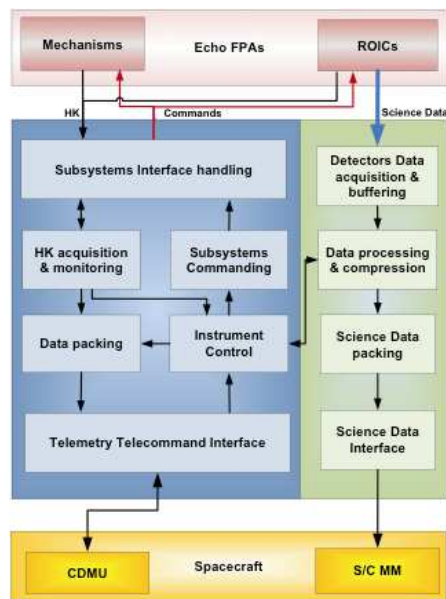 Mechanisms
Echo FPAs
ROICs
HK
Commands
Science Data
Subsystems Interface handling
Detectors Data
acquisition &
buffering
HK acquisition
& monitoring
Subsystems
Commanding
Data processing
& compression
Data packing
Instrument
Control
Science Data
packing
Telemetry Telecommand Interface
Science Data
Interface
CDMU
Spacecraft
S/C MM